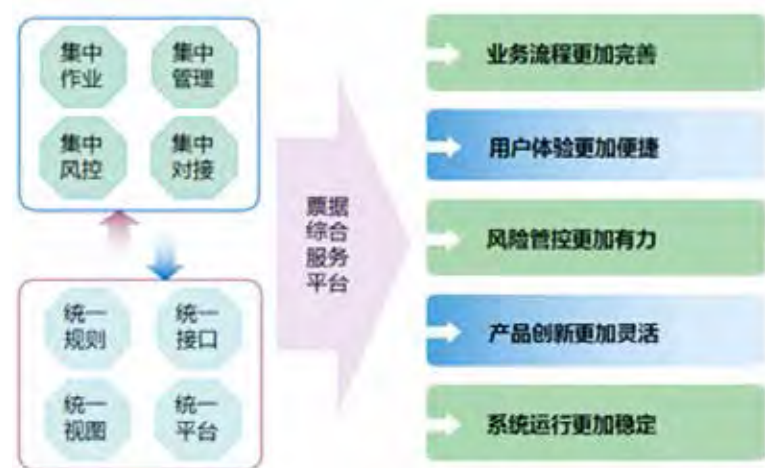 集中
作业
集中
管理
集中
风控
集中
对接
统一
规则
统一
接口
统一
视图
统一
平台
票据
综合
服务
平台
业务流程更加完善
用户体验更加便捷
风险管控更加有力
产品创新更加灵活
系统运行更加稳定